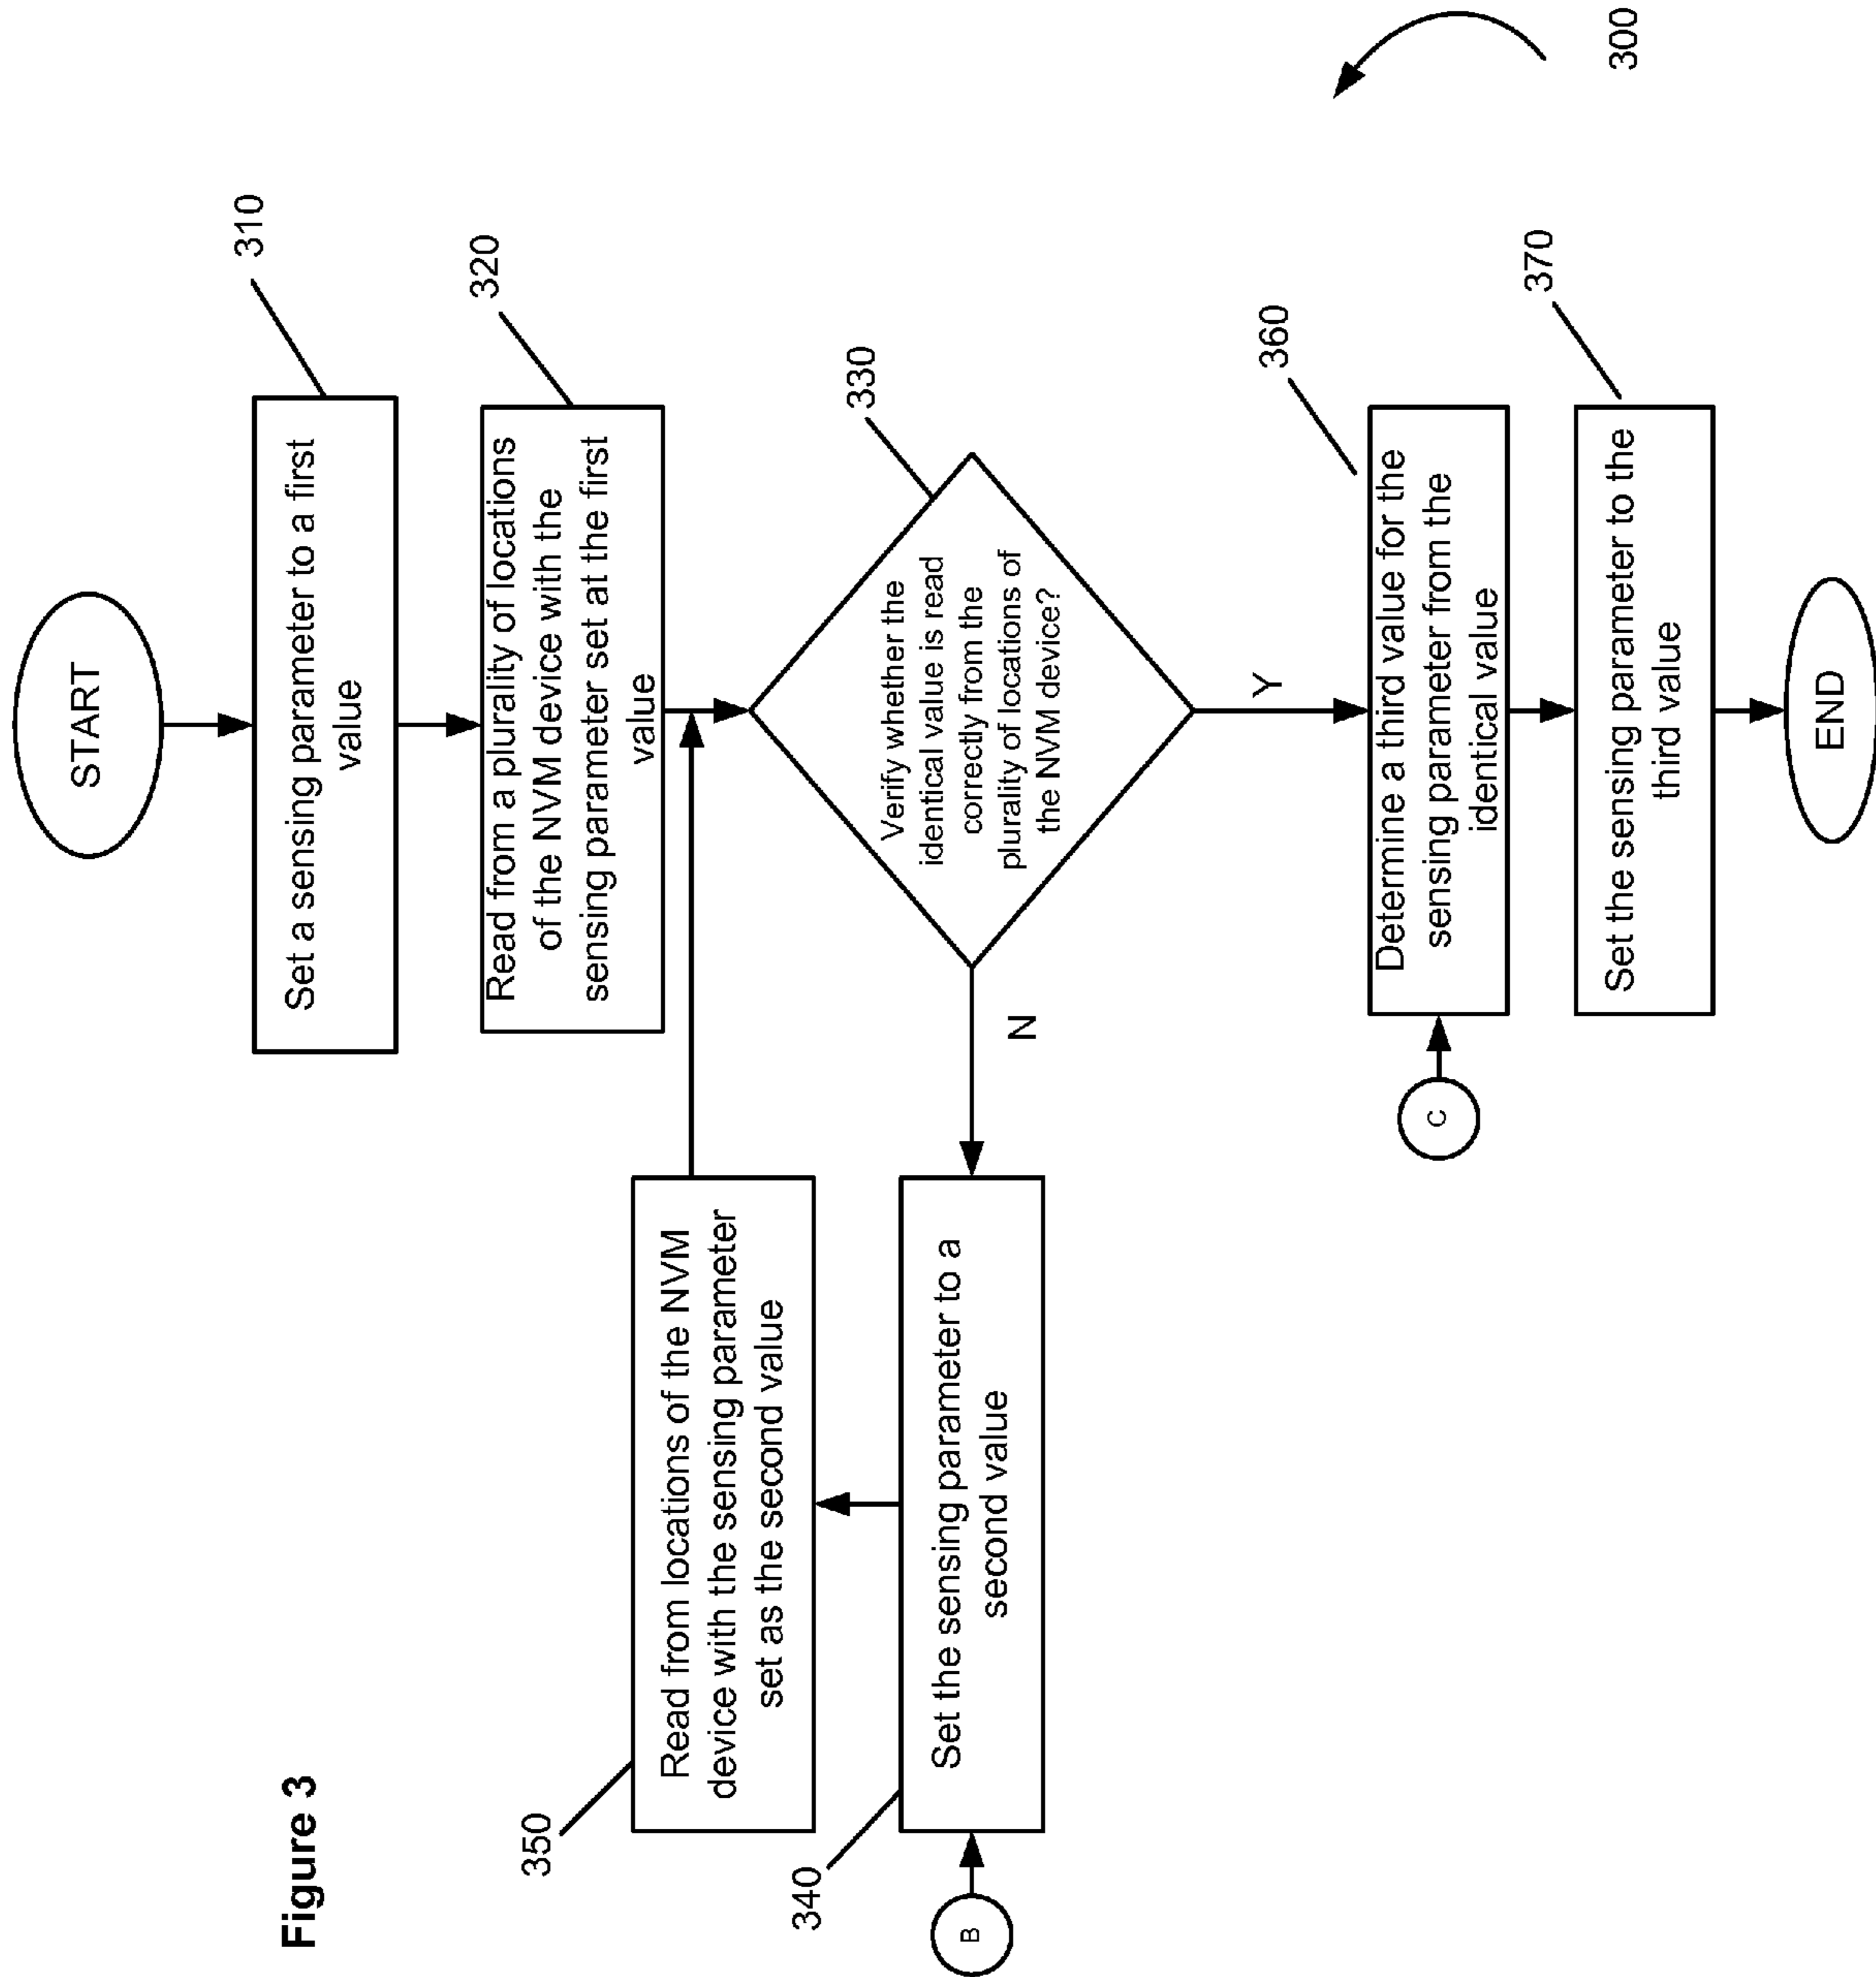 Figure 3
START
Set a sensing parameter to a first
value
310
Read from a plurality of locations
of the NVM device with the
sensing parameter set at the first
value
320
Verify whether the
identical value is read
correctly from the
plurality of locations of
the NVM device?
330
N
Y
Read from locations of the NVM
device with the sensing parameter
set as the second value
350
Set the sensing parameter to a
second value
340
B
C
Determine a third value for the
sensing parameter from the
identical value
360
Set the sensing parameter to the
third value
370
END
300